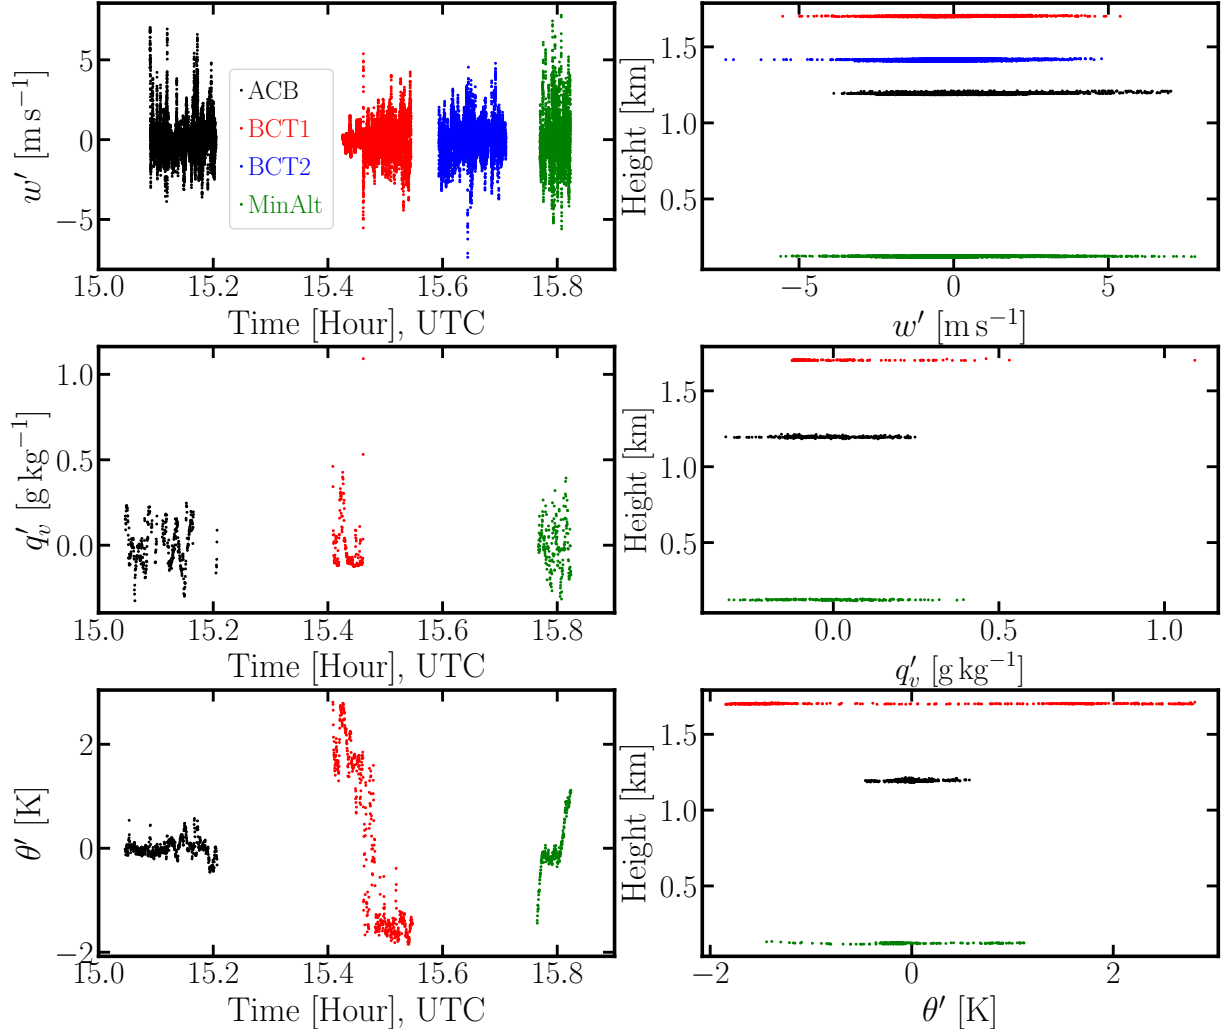 5
0
−5
w′ [m s⁻¹]
ACB
BCT1
BCT2
MinAlt
15.0 15.2 15.4 15.6 15.8
Time [Hour], UTC
1.5
1.0
0.5
Height [km]
−5 0 5
w′ [m s⁻¹]
1.0
0.5
0.0
q′ᵥ [g kg⁻¹]
15.0 15.2 15.4 15.6 15.8
Time [Hour], UTC
1.5
1.0
0.5
Height [km]
0.0 0.5 1.0
q′ᵥ [g kg⁻¹]
2
0
−2
θ′ [K]
15.0 15.2 15.4 15.6 15.8
Time [Hour], UTC
1.5
1.0
0.5
Height [km]
−2 0 2
θ′ [K]